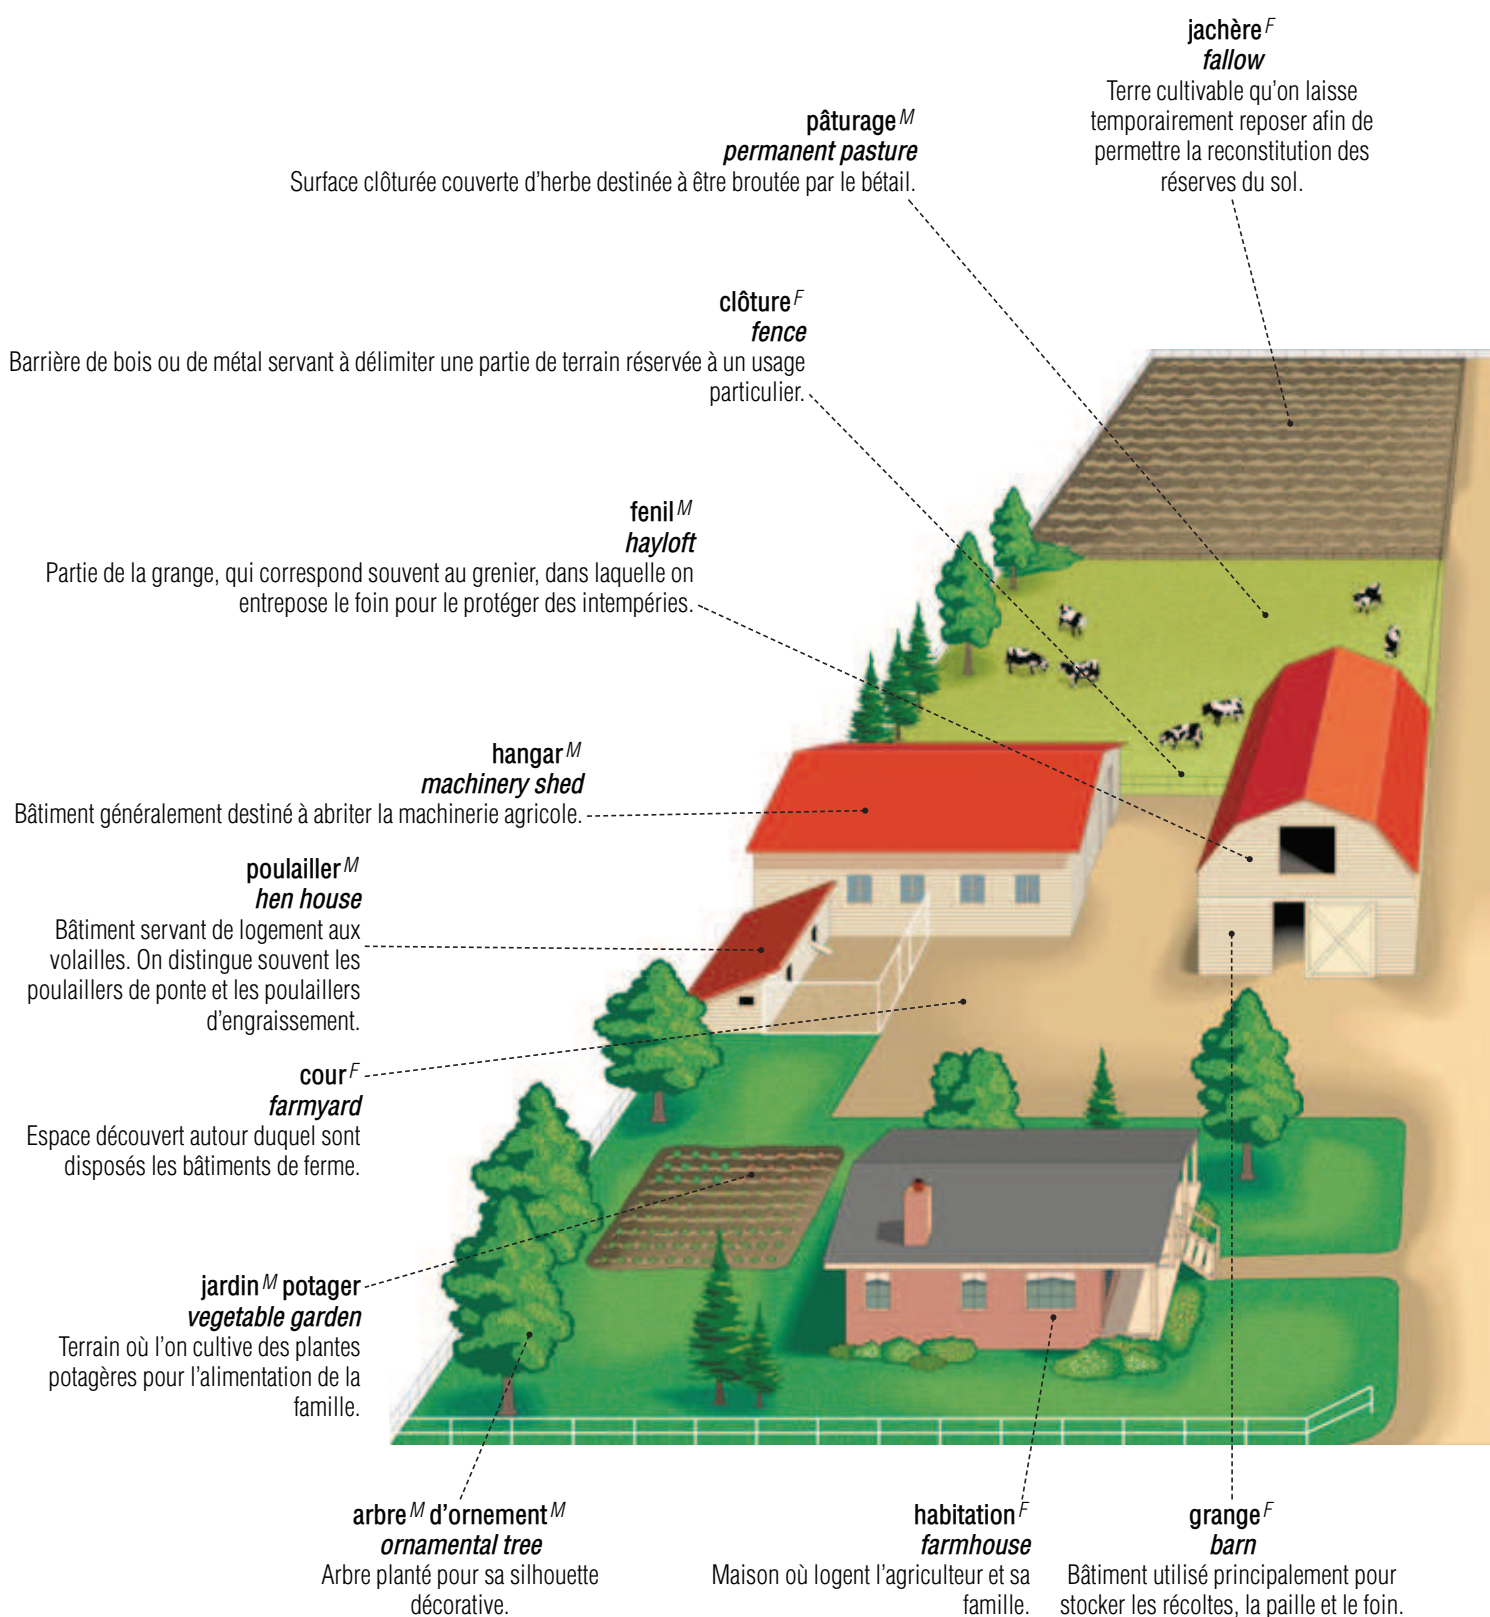 jachère F
fallow
Terre cultivable qu’on laisse
temporairement reposer afin de
permettre la reconstitution des
réserves du sol.
pâturage M
permanent pasture
Surface clôturée couverte d’herbe destinée à être broutée par le bétail.
clôture F
fence
Barrière de bois ou de métal servant à délimiter une partie de terrain réservée à un usage
particulier.
fenil M
hayloft
Partie de la grange, qui correspond souvent au grenier, dans laquelle on
entrepose le foin pour le protéger des intempéries.
hangar M
machinery shed
Bâtiment généralement destiné à abriter la machinerie agricole.
poulailler M
hen house
Bâtiment servant de logement aux
volailles. On distingue souvent les
poulaillers de ponte et les poulaillers
d’engraissement.
cour F
farmyard
Espace découvert autour duquel sont
disposés les bâtiments de ferme.
jardin M potager
vegetable garden
Terrain où l’on cultive des plantes
potagères pour l’alimentation de la
famille.
arbre M d’ornement M
ornamental tree
Arbre planté pour sa silhouette
décorative.
habitation F
farmhouse
Maison où logent l’agriculteur et sa
famille.
grange F
barn
Bâtiment utilisé principalement pour
stocker les récoltes, la paille et le foin.